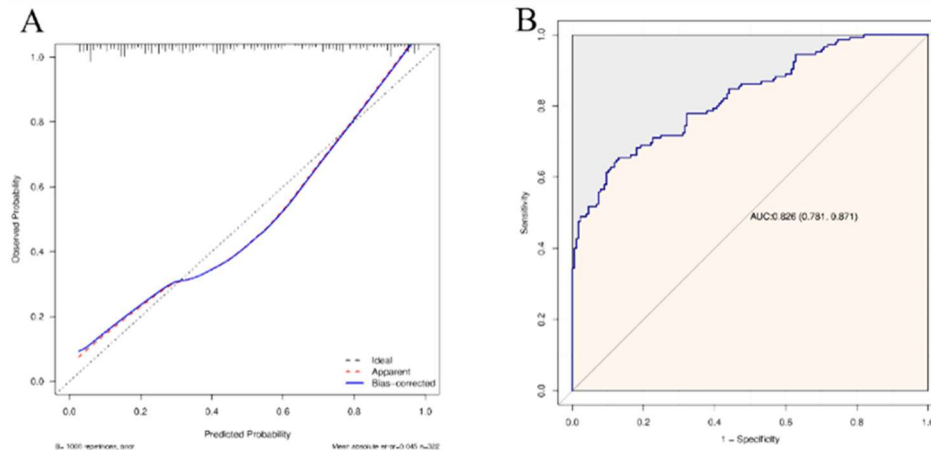 A
1.0
0.8
0.6
0.4
0.2
0.0
Observed Probability
Ideal
Apparent
Bias-corrected
0.0 0.2 0.4 0.6 0.8 1.0
Predicted Probability
B= 1000 repetitions, boot
Mean absolute error=0.045 n=322
B
1.0
0.8
0.6
0.4
0.2
0.0
Sensitivity
AUC:0.826 (0.781, 0.871)
0.0 0.2 0.4 0.6 0.8 1.0
1 − Specificity